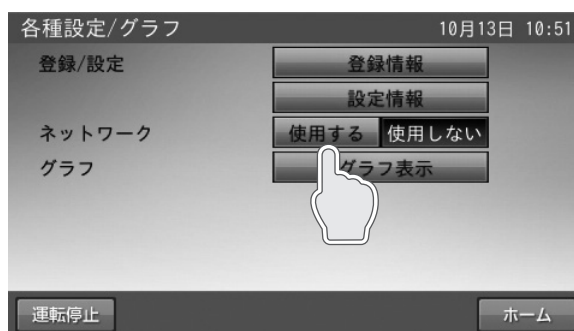 各種設定/グラフ 10月13日 10:51
登録/設定 登録情報
設定情報
ネットワーク 使用する 使用しない
グラフ グラフ表示
運転停止 ホーム